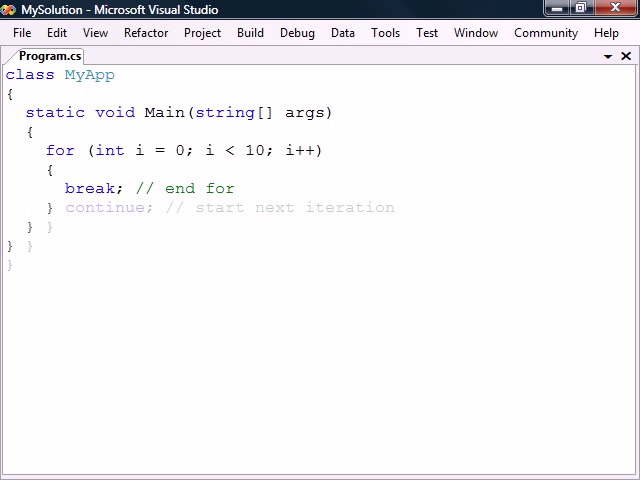 MySolution - Microsoft Visual Studio
File Edit View Refactor Project Build Debug Data Tools Test Window Community Help
Program.cs
class MyApp
{
static void Main(string[] args)
{
for (int i = 0; i < 10; i++)
{
break; // end for
} continue; // start next iteration
} }
} }
}